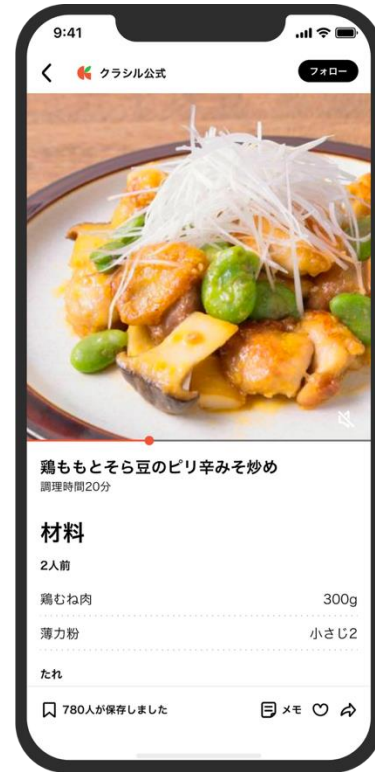 9:41
クラシル公式
フォロー
鶏ももとそら豆のピリ辛みそ炒め
調理時間20分
材料
2人前
鶏むね肉 300g
薄力粉 小さじ2
たれ
780人が保存しました メモ